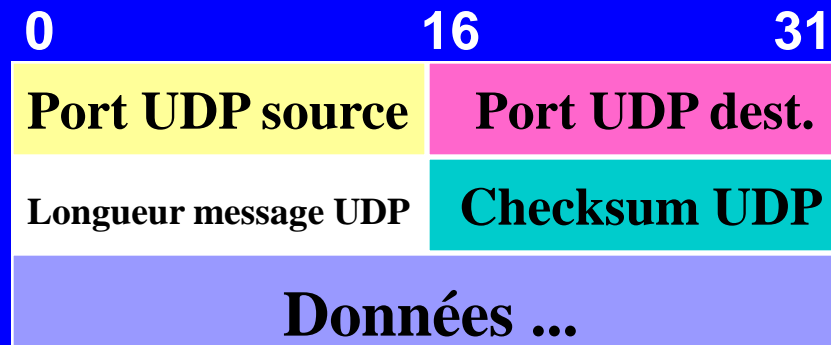 0 16 31
Port UDP source Port UDP dest.
Longueur message UDP Checksum UDP
Données ...